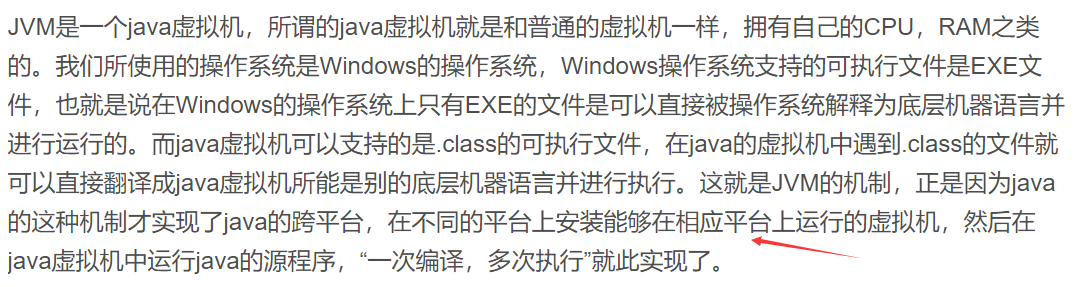 JVM是一个java虚拟机，所谓的java虚拟机就是和普通的虚拟机一样，拥有自己的CPU，RAM之类
的。我们所使用的操作系统是Windows的操作系统，Windows操作系统支持的可执行文件是EXE文
件，也就是说在Windows的操作系统上只有EXE的文件是可以直接被操作系统解释为底层机器语言并
进行运行的。而java虚拟机可以支持的是.class的可执行文件，在java的虚拟机中遇到.class的文件就
可以直接翻译成java虚拟机所能是别的底层机器语言并进行执行。这就是JVM的机制，正是因为java
的这种机制才实现了java的跨平台，在不同的平台上安装能够在相应平台上运行的虚拟机，然后在
java虚拟机中运行java的源程序，“一次编译，多次执行”就此实现了。